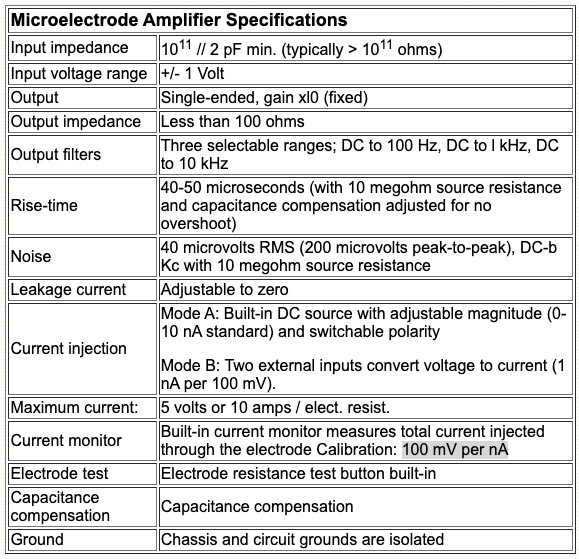 Microelectrode Amplifier Specifications
Input impedance
10¹¹ // 2 pF min. (typically > 10¹¹ ohms)
Input voltage range
+/- 1 Volt
Output
Single-ended, gain xl0 (fixed)
Output impedance
Less than 100 ohms
Output filters
Three selectable ranges; DC to 100 Hz, DC to l kHz, DC
to 10 kHz
Rise-time
40-50 microseconds (with 10 megohm source resistance
and capacitance compensation adjusted for no
overshoot)
Noise
40 microvolts RMS (200 microvolts peak-to-peak), DC-b
Kc with 10 megohm source resistance
Leakage current
Adjustable to zero
Current injection
Mode A: Built-in DC source with adjustable magnitude (0-
10 nA standard) and switchable polarity
Mode B: Two external inputs convert voltage to current (1
nA per 100 mV).
Maximum current:
5 volts or 10 amps / elect. resist.
Current monitor
Built-in current monitor measures total current injected
through the electrode Calibration: 100 mV per nA
Electrode test
Electrode resistance test button built-in
Capacitance
compensation
Capacitance compensation
Ground
Chassis and circuit grounds are isolated